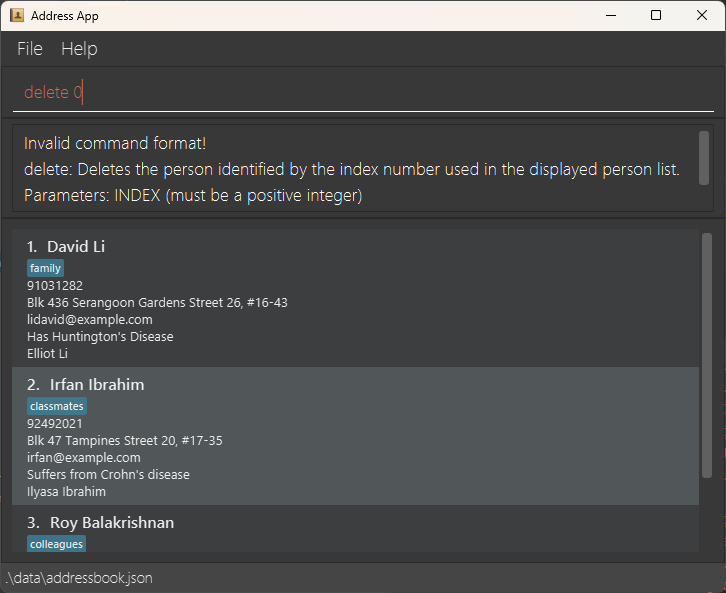 Address App
File Help
delete 0
Invalid command format!
delete: Deletes the person identified by the index number used in the displayed person list.
Parameters: INDEX (must be a positive integer)
1. David Li
family
91031282
Blk 436 Serangoon Gardens Street 26, #16-43
lidavid@example.com
Has Huntington's Disease
Elliot Li
2. Irfan Ibrahim
classmates
92492021
Blk 47 Tampines Street 20, #17-35
irfan@example.com
Suffers from Crohn's disease
Ilyasa Ibrahim
3. Roy Balakrishnan
colleagues
.\data\addressbook.json